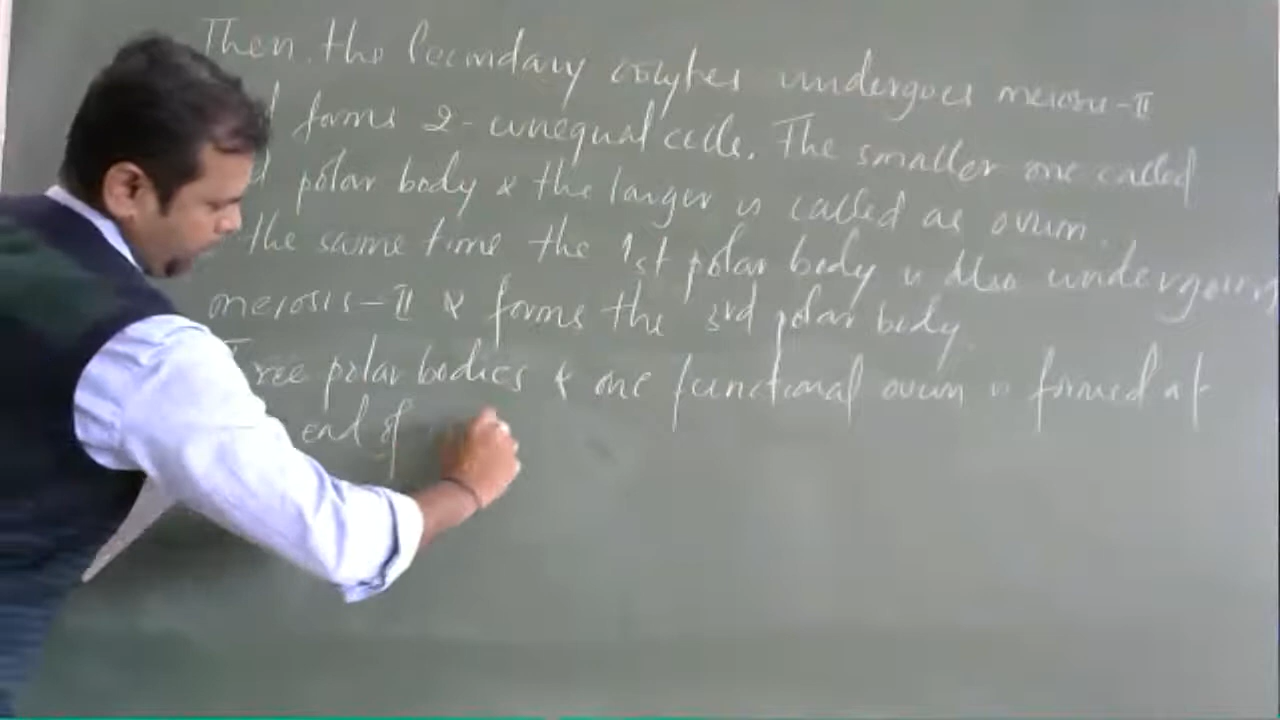 Then the Secondary oocytes undergoes meiosis-II
forms 2-unequal cells. The smaller one called
polar body & the larger is called as ovum.
the same time the 1st polar body is also undergoing
meiosis-II & forms the 3rd polar body.
Three polar bodies & one functional ovum is formed at
end of